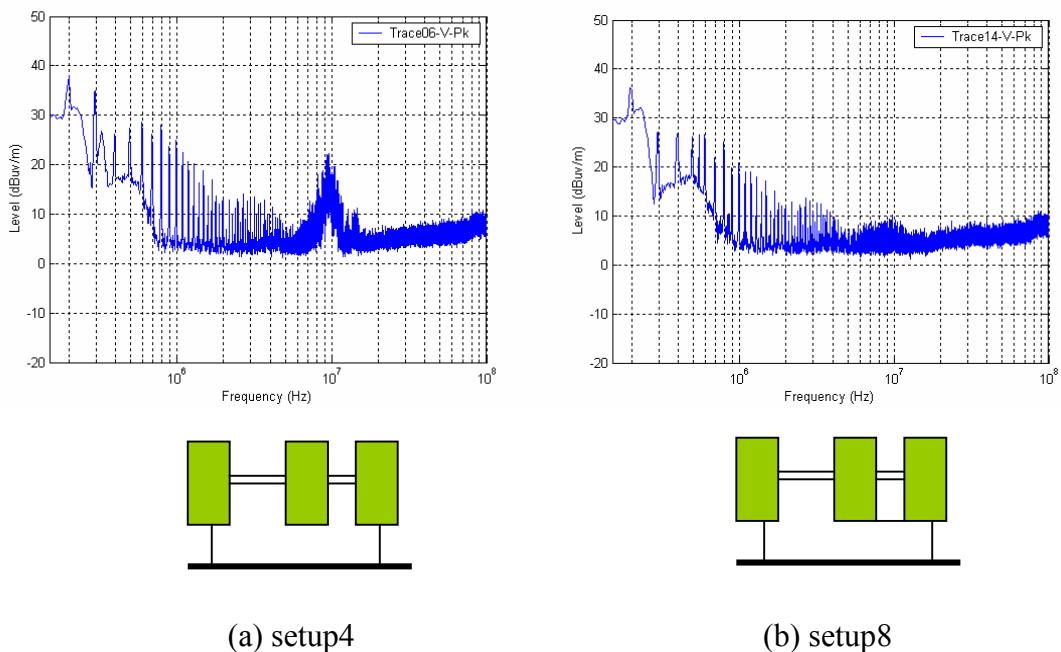 50
40
30
20
10
0
-10
-20
Level (dBuv/m)
Trace06-V-Pk
10^6
10^7
10^8
Frequency (Hz)
50
40
30
20
10
0
-10
-20
Level (dBuv/m)
Trace14-V-Pk
10^6
10^7
10^8
Frequency (Hz)
(a) setup4
(b) setup8